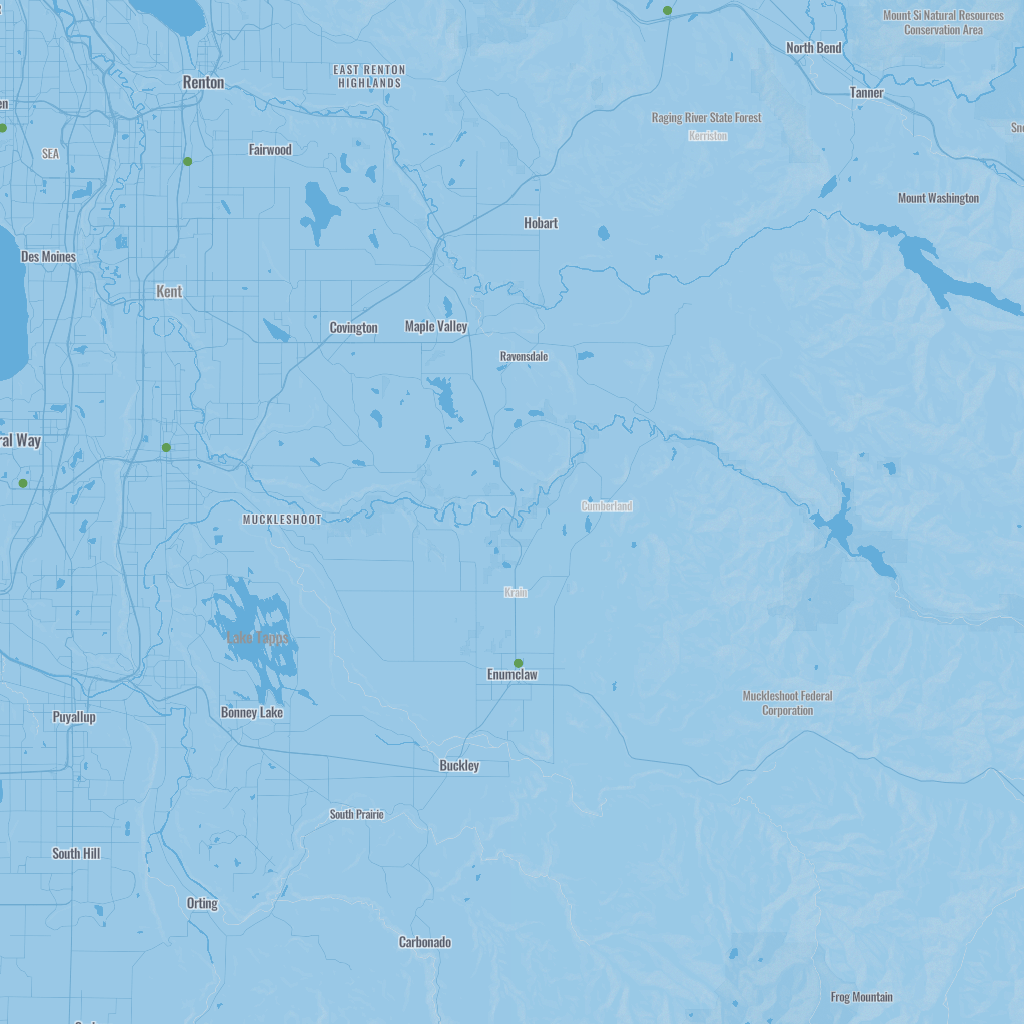 Mount Si Natural Resources
Conservation Area
North Bend
EAST RENTON
HIGHLANDS
Renton
Tanner
Raging River State Forest
Kerriston
Fairwood
SEA
Mount Washington
Hobart
Des Moines
Kent
Covington
Maple Valley
Ravensdale
ral Way
Cumberland
MUCKLESHOOT
Krain
Lake Tapps
Enumclaw
Muckleshoot Federal
Corporation
Bonney Lake
Puyallup
Buckley
South Prairie
South Hill
Orting
Carbonado
Frog Mountain